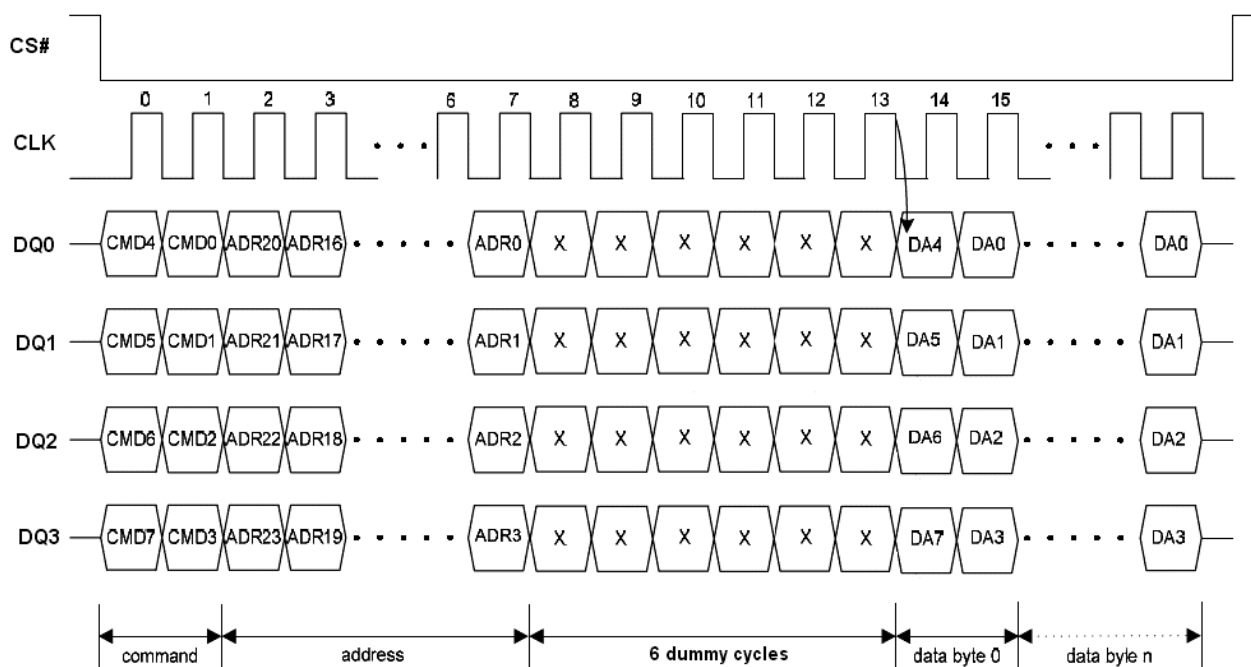 CS#
0 1 2 3 6 7 8 9 10 11 12 13 14 15
CLK
DQ0 CMD4 CMD0 ADR20 ADR16 ADR0 X X X X X X DA4 DA0 DA0
DQ1 CMD5 CMD1 ADR21 ADR17 ADR1 X X X X X X DA5 DA1 DA1
DQ2 CMD6 CMD2 ADR22 ADR18 ADR2 X X X X X X DA6 DA2 DA2
DQ3 CMD7 CMD3 ADR23 ADR19 ADR3 X X X X X X DA7 DA3 DA3
command address 6 dummy cycles data byte 0 data byle n